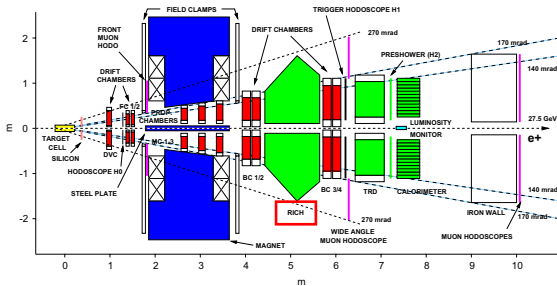 FIELD CLAMPS
TRIGGER HODOSCOPE H1
FRONT
MUON
HODO
DRIFT CHAMBERS
270 mrad
170 mrad
PRESHOWER (H2)
DRIFT
CHAMBERS
FC 1/2
PROP.
CHAMBERS
140 mrad
27.5 GeV
e+
LUMINOSITY
MONITOR
TARGET
CELL
SILICON
DVC
MC 1-3
HODOSCOPE H0
STEEL PLATE
BC 1/2
BC 3/4
TRD
CALORIMETER
RICH
270 mrad
WIDE ANGLE
MUON HODOSCOPE
MAGNET
140 mrad
170 mrad
IRON WALL
MUON HODOSCOPES
m
2
1
0
-1
-2
0 1 2 3 4 5 6 7 8 9 10
m